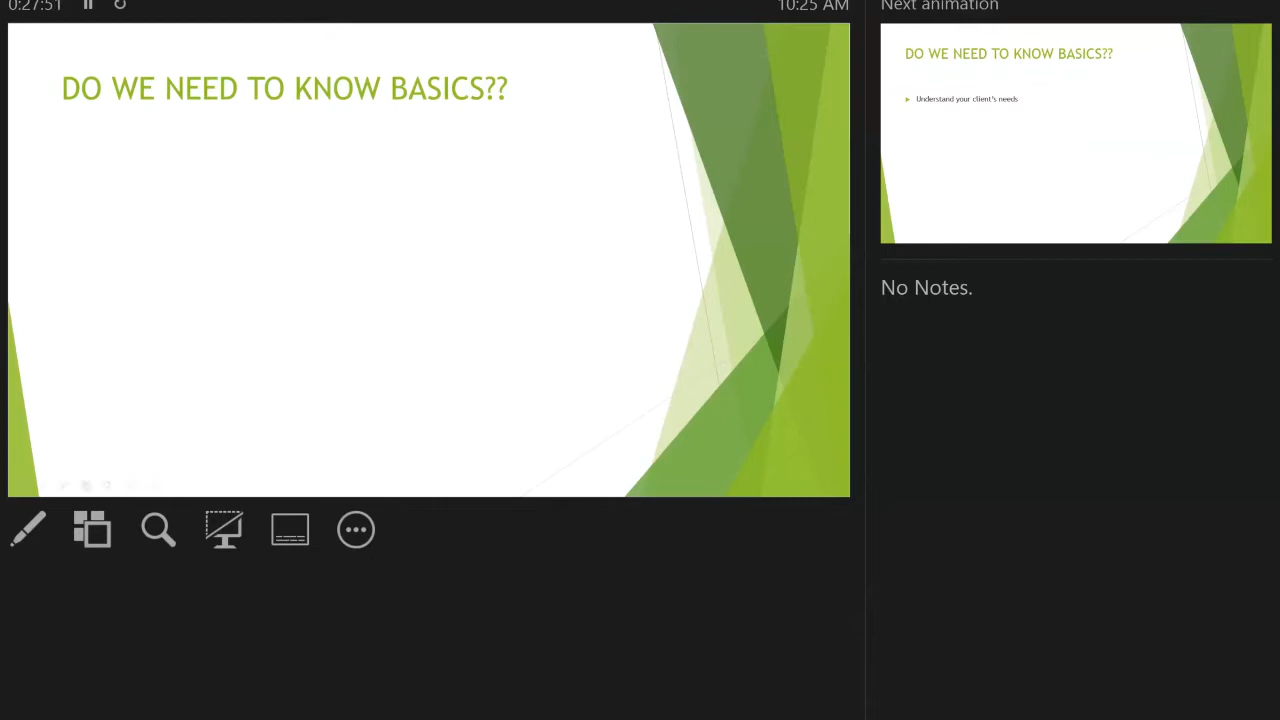 0:27:51
10:25 AM
Next animation
DO WE NEED TO KNOW BASICS??
DO WE NEED TO KNOW BASICS??
Understand your client's needs
No Notes.